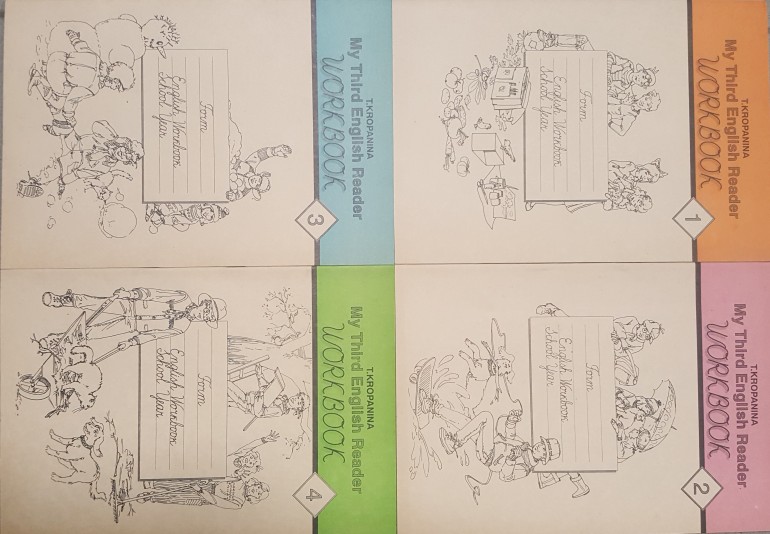 T.KROPANINA
My Third English Reader
WORKBOOK
1
Form
English Workbook
School Year
T.KROPANINA
My Third English Reader
WORKBOOK
2
Form
English Workbook
School Year
T.KROPANINA
My Third English Reader
WORKBOOK
3
Form
English Workbook
School Year
T.KROPANINA
My Third English Reader
WORKBOOK
4
Form
English Workbook
School Year